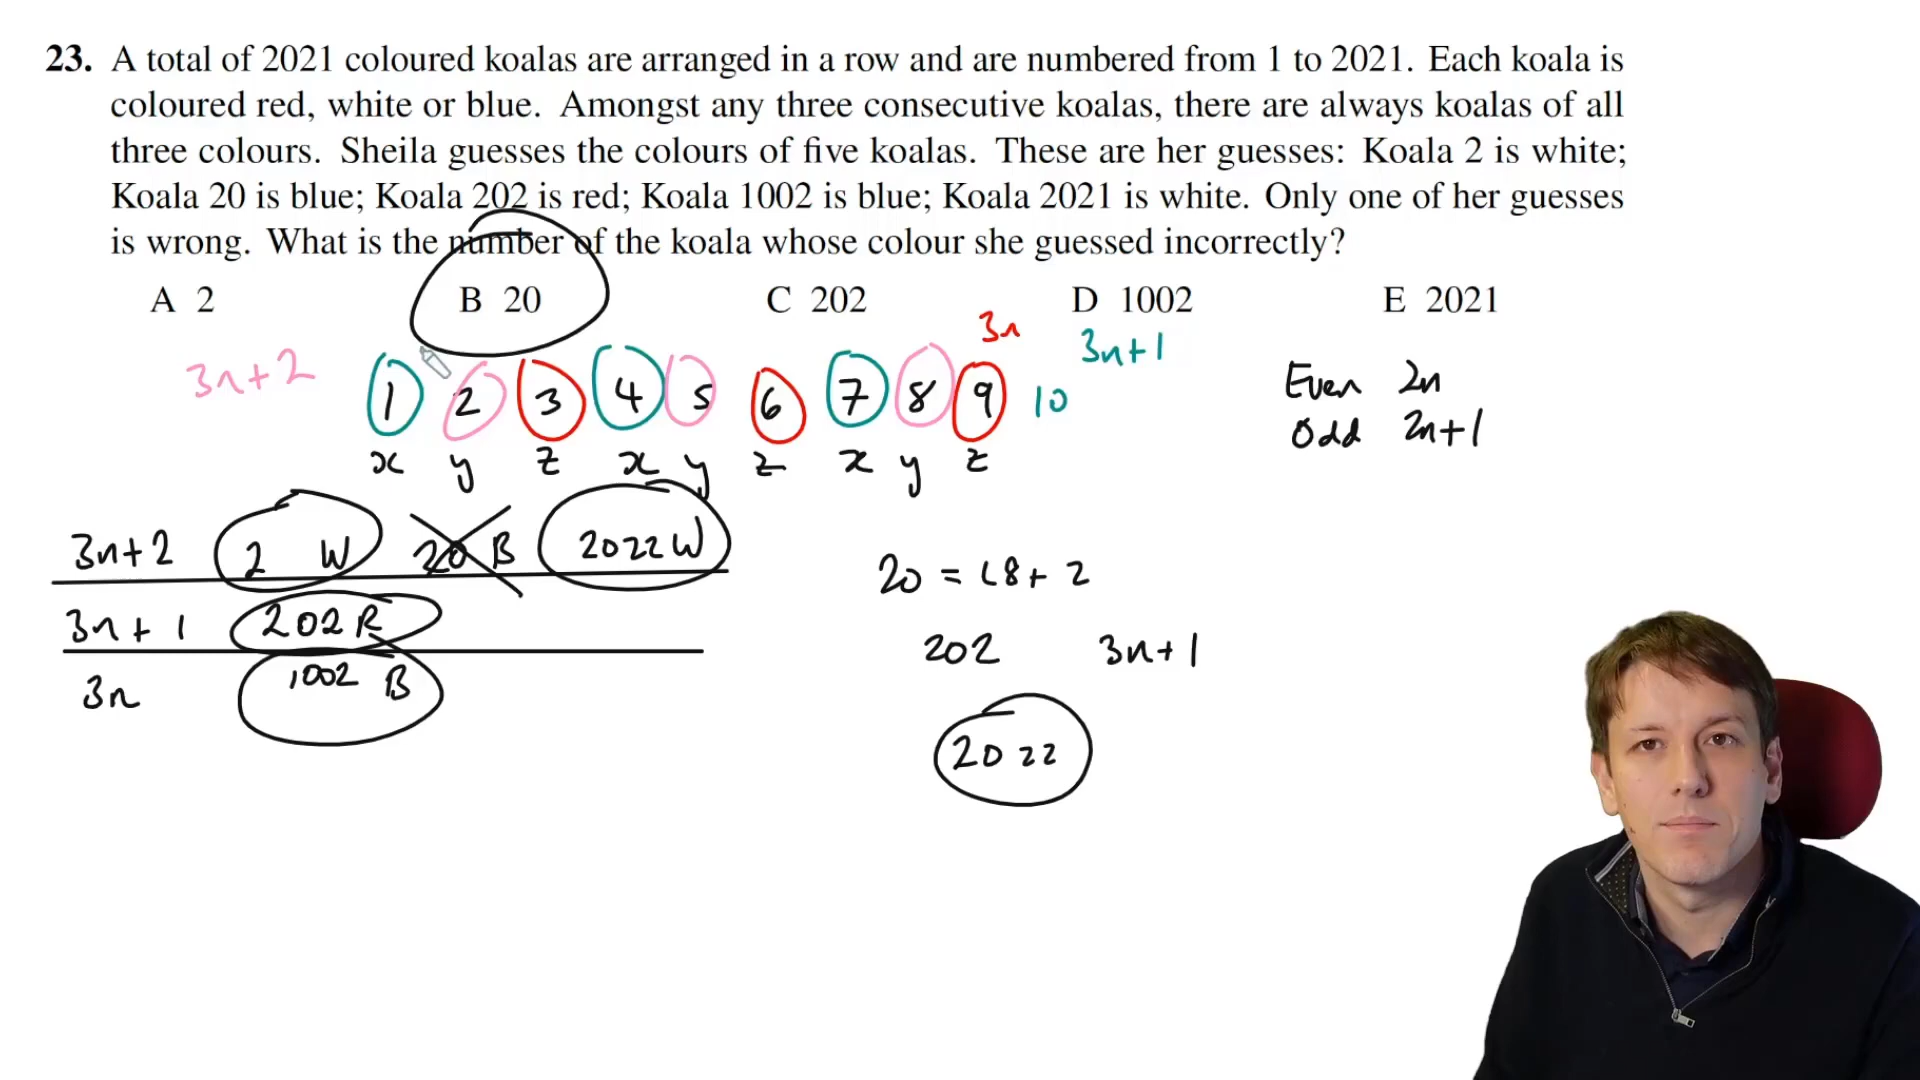 23. A total of 2021 coloured koalas are arranged in a row and are numbered from 1 to 2021. Each koala is
coloured red, white or blue. Amongst any three consecutive koalas, there are always koalas of all
three colours. Sheila guesses the colours of five koalas. These are her guesses: Koala 2 is white;
Koala 20 is blue; Koala 202 is red; Koala 1002 is blue; Koala 2021 is white. Only one of her guesses
is wrong. What is the number of the koala whose colour she guessed incorrectly?
A 2 B 20 C 202 D 1002 E 2021
3n 3n+1
3n+2 1 2 3 4 5 6 7 8 9 10
Even 2n
Odd 2n+1
x y z x y z x y z
3n+2 2 W 20 B 2022 W
20 = 18 + 2
3n + 1 202 R
202 3n+1
3n 1002 B
2022